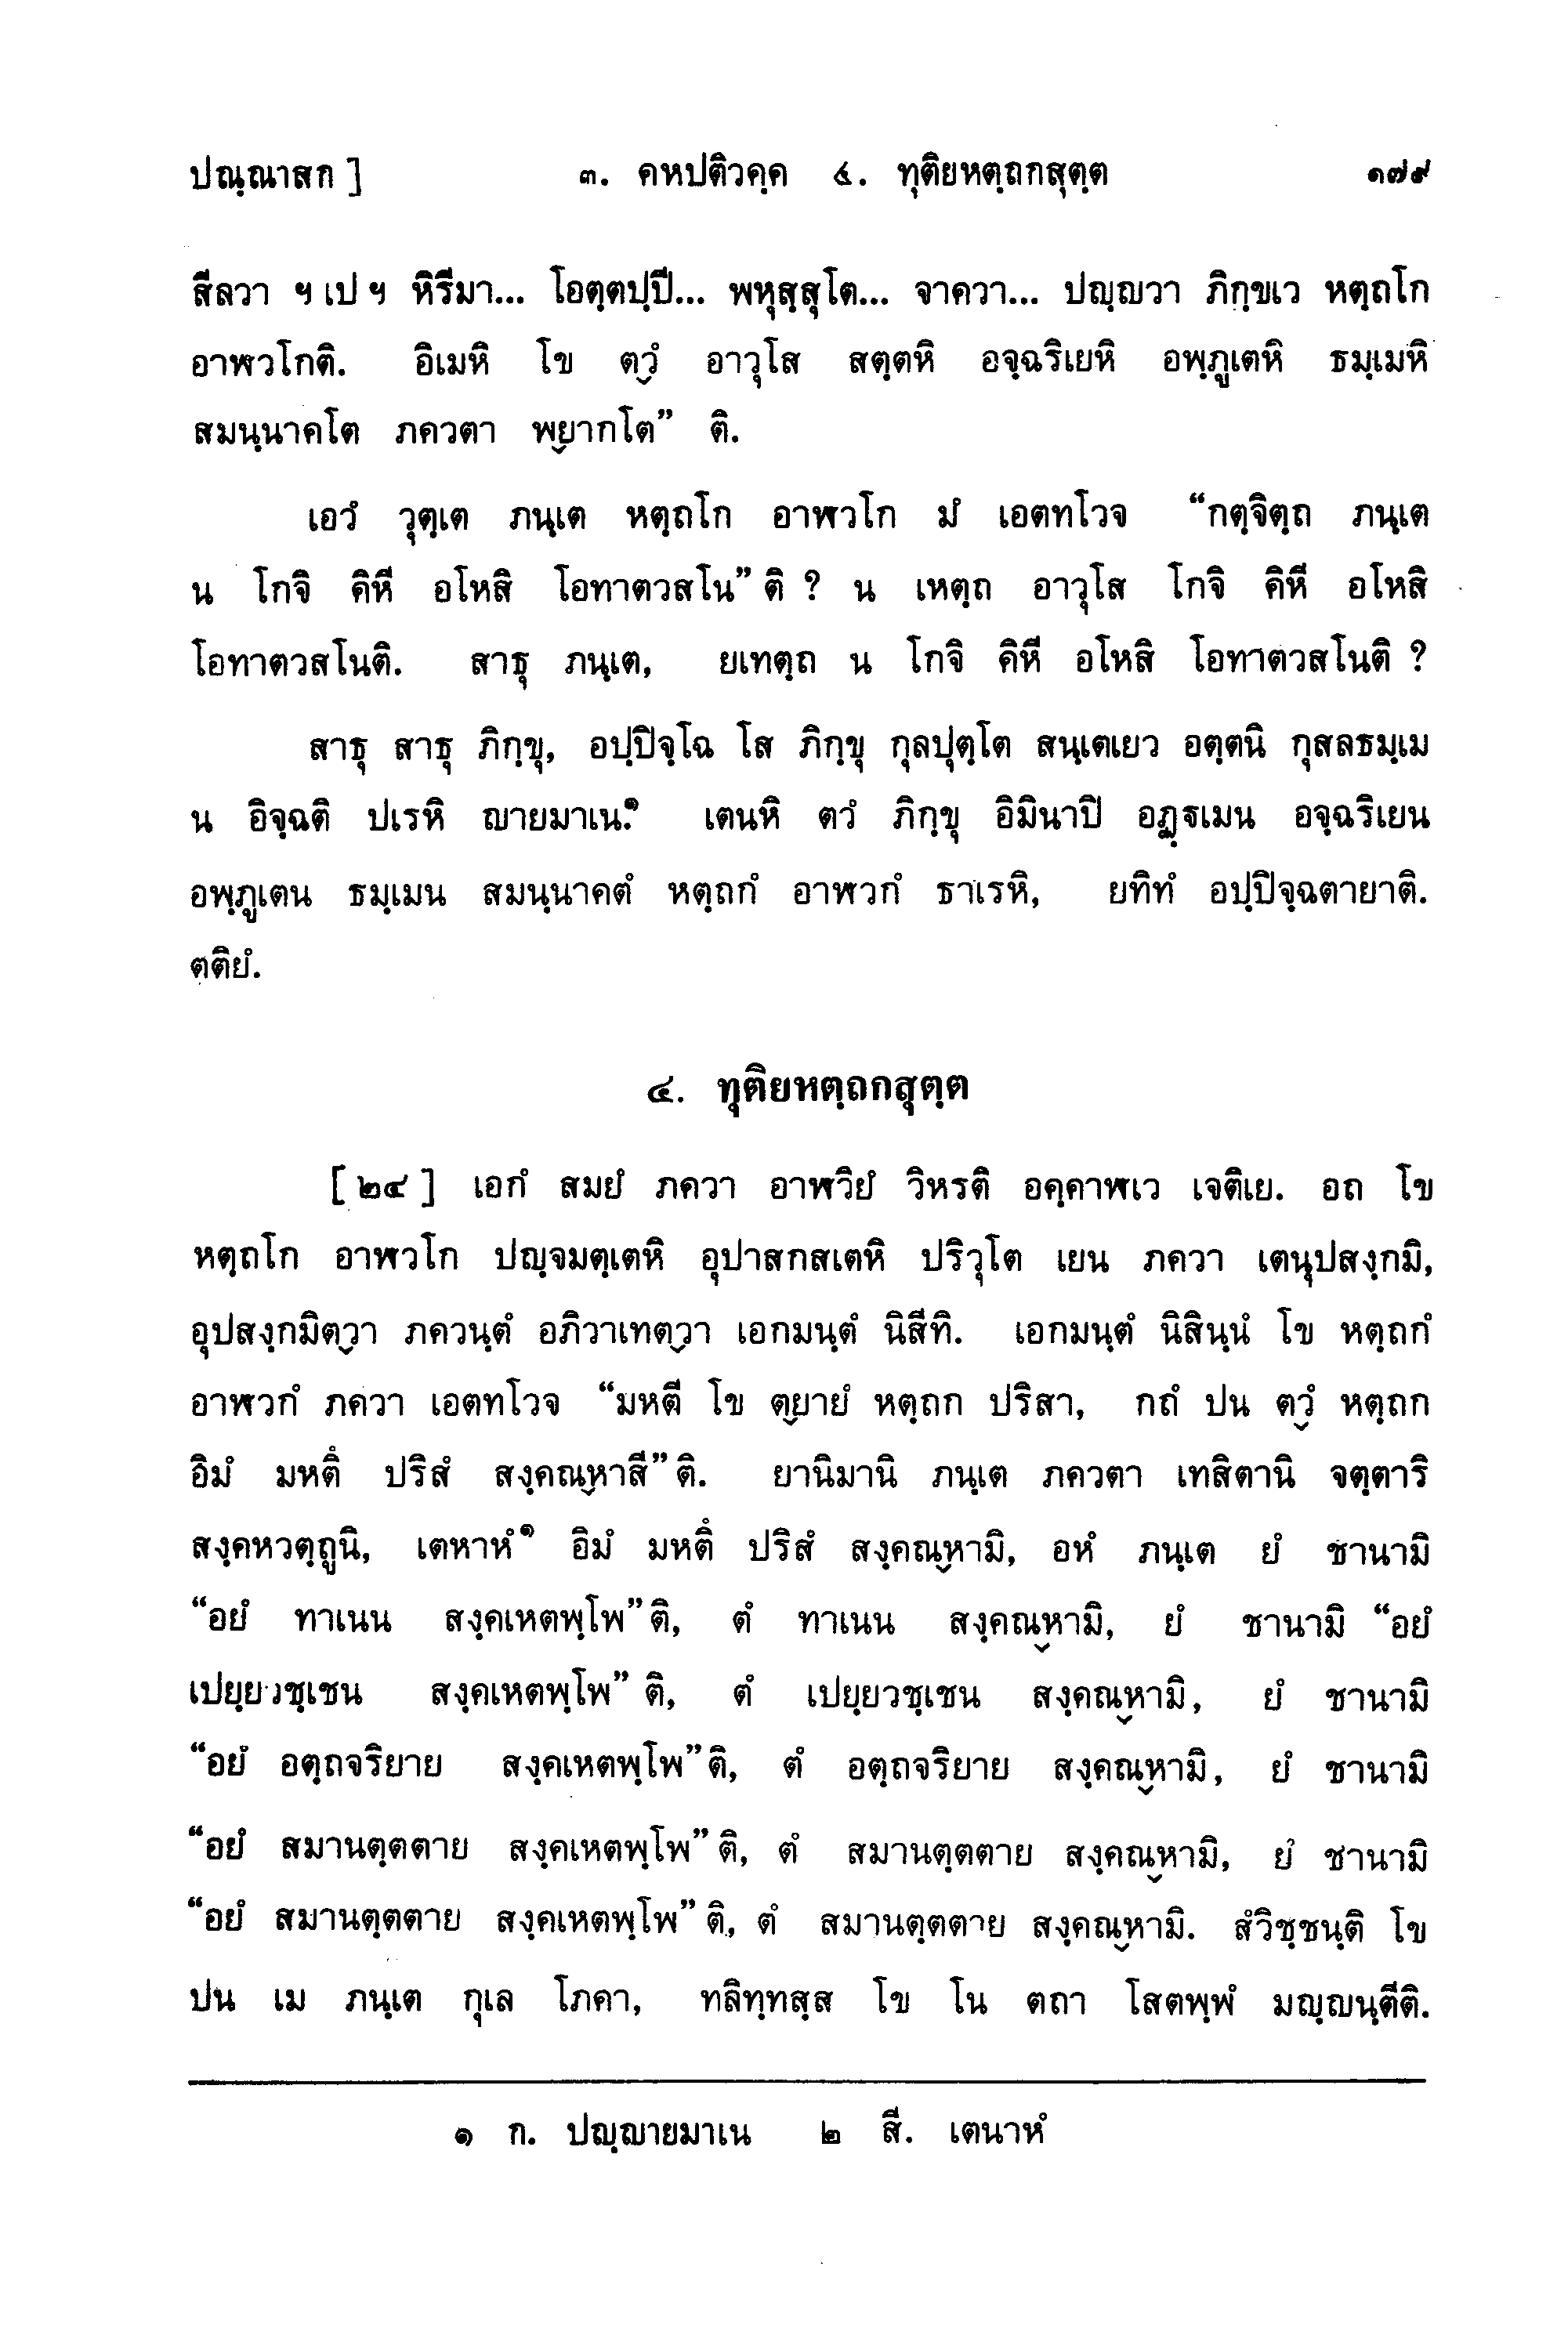 ปณฺณาสก ] ๓. คหปติวคฺค ๔. ทุติยหตฺถกสุตฺต ๑๗๙
สีลวา ฯ เป ฯ หิรีมา... โอตฺตปฺปี... พหุสฺสุโต... จาควา... ปญฺญวา ภิกฺขเว หตฺถโก
อาฬวโกติ. อิเมหิ โข ตฺวํ อาวุโส สตฺตหิ อจฺฉริเยหิ อพฺภูเตหิ ธมฺเมหิ
สมนฺนาคโต ภควตา พฺยากโต” ติ.
เอวํ วุตฺเต ภนฺเต หตฺถโก อาฬวโก มํ เอตทโวจ “กตฺจิตฺถ ภนฺเต
น โกจิ คิหี อโหสิ โอทาตวสโน” ติ ? น เหตฺถ อาวุโส โกจิ คิหี อโหสิ
โอทาตวสโนติ. สาธุ ภนฺเต, ยเทตฺถ น โกจิ คิหี อโหสิ โอทาตวสโนติ ?
สาธุ สาธุ ภิกฺขุ, อปฺปิจฺโฉ โส ภิกฺขุ กุลปุตฺโต สนฺเตเยว อตฺตนิ กุสลธมฺเม
น อิจฺฉติ ปเรหิ ญายมาเน.๑ เตนหิ ตวํ ภิกฺขุ อิมินาปิ อฏฺฐเมน อจฺฉริเยน
อพฺภูเตน ธมฺเมน สมนฺนาคตํ หตฺถกํ อาฬวกํ ธาเรหิ, ยทิทํ อปฺปิจฺฉตายาติ.
ตติยํ.
๔. ทุติยหตฺถกสุตฺต
[ ๒๔ ] เอกํ สมยํ ภควา อาฬวิยํ วิหรติ อคฺคาฬเว เจติเย. อถ โข
หตฺถโก อาฬวโก ปญฺจมตฺเตหิ อุปาสกสเตหิ ปริวุโต เยน ภควา เตนุปสงฺกมิ,
อุปสงฺกมิตฺวา ภควนฺตํ อภิวาเทตฺวา เอกมนฺตํ นิสีทิ. เอกมนฺตํ นิสินฺนํ โข หตฺถกํ
อาฬวกํ ภควา เอตทโวจ “มหตี โข ตฺยายํ หตฺถก ปริสา, กถํ ปน ตฺวํ หตฺถก
อิมํ มหติํ ปริสํ สงฺคณฺหาสี” ติ. ยานิมานิ ภนฺเต ภควตา เทสิตานิ จตฺตาริ
สงฺคหวตฺถูนิ, เตหาหํ๑ อิมํ มหติํ ปริสํ สงฺคณฺหามิ, อหํ ภนฺเต ยํ ชานามิ
“อยํ ทาเนน สงฺคเหตพฺโพ” ติ, ตํ ทาเนน สงฺคณฺหามิ, ยํ ชานามิ “อยํ
เปยฺยวชฺเชน สงฺคเหตพฺโพ” ติ, ตํ เปยฺยวชฺเชน สงฺคณฺหามิ, ยํ ชานามิ
“อยํ อตฺถจริยาย สงฺคเหตพฺโพ” ติ, ตํ อตฺถจริยาย สงฺคณฺหามิ, ยํ ชานามิ
“อยํ สมานตฺตตาย สงฺคเหตพฺโพ” ติ, ตํ สมานตฺตตาย สงฺคณฺหามิ, ยํ ชานามิ
“อยํ สมานตฺตตาย สงฺคเหตพฺโพ” ติ, ตํ สมานตฺตตาย สงฺคณฺหามิ. สํวิชฺชนฺติ โข
ปน เม ภนฺเต กุเล โภคา, ทลิทฺทสฺส โข โน ตถา โสตพฺพํ มญฺญนฺตีติ.
๑ ก. ปญฺญายมาเน ๒ สี. เตนาหํ